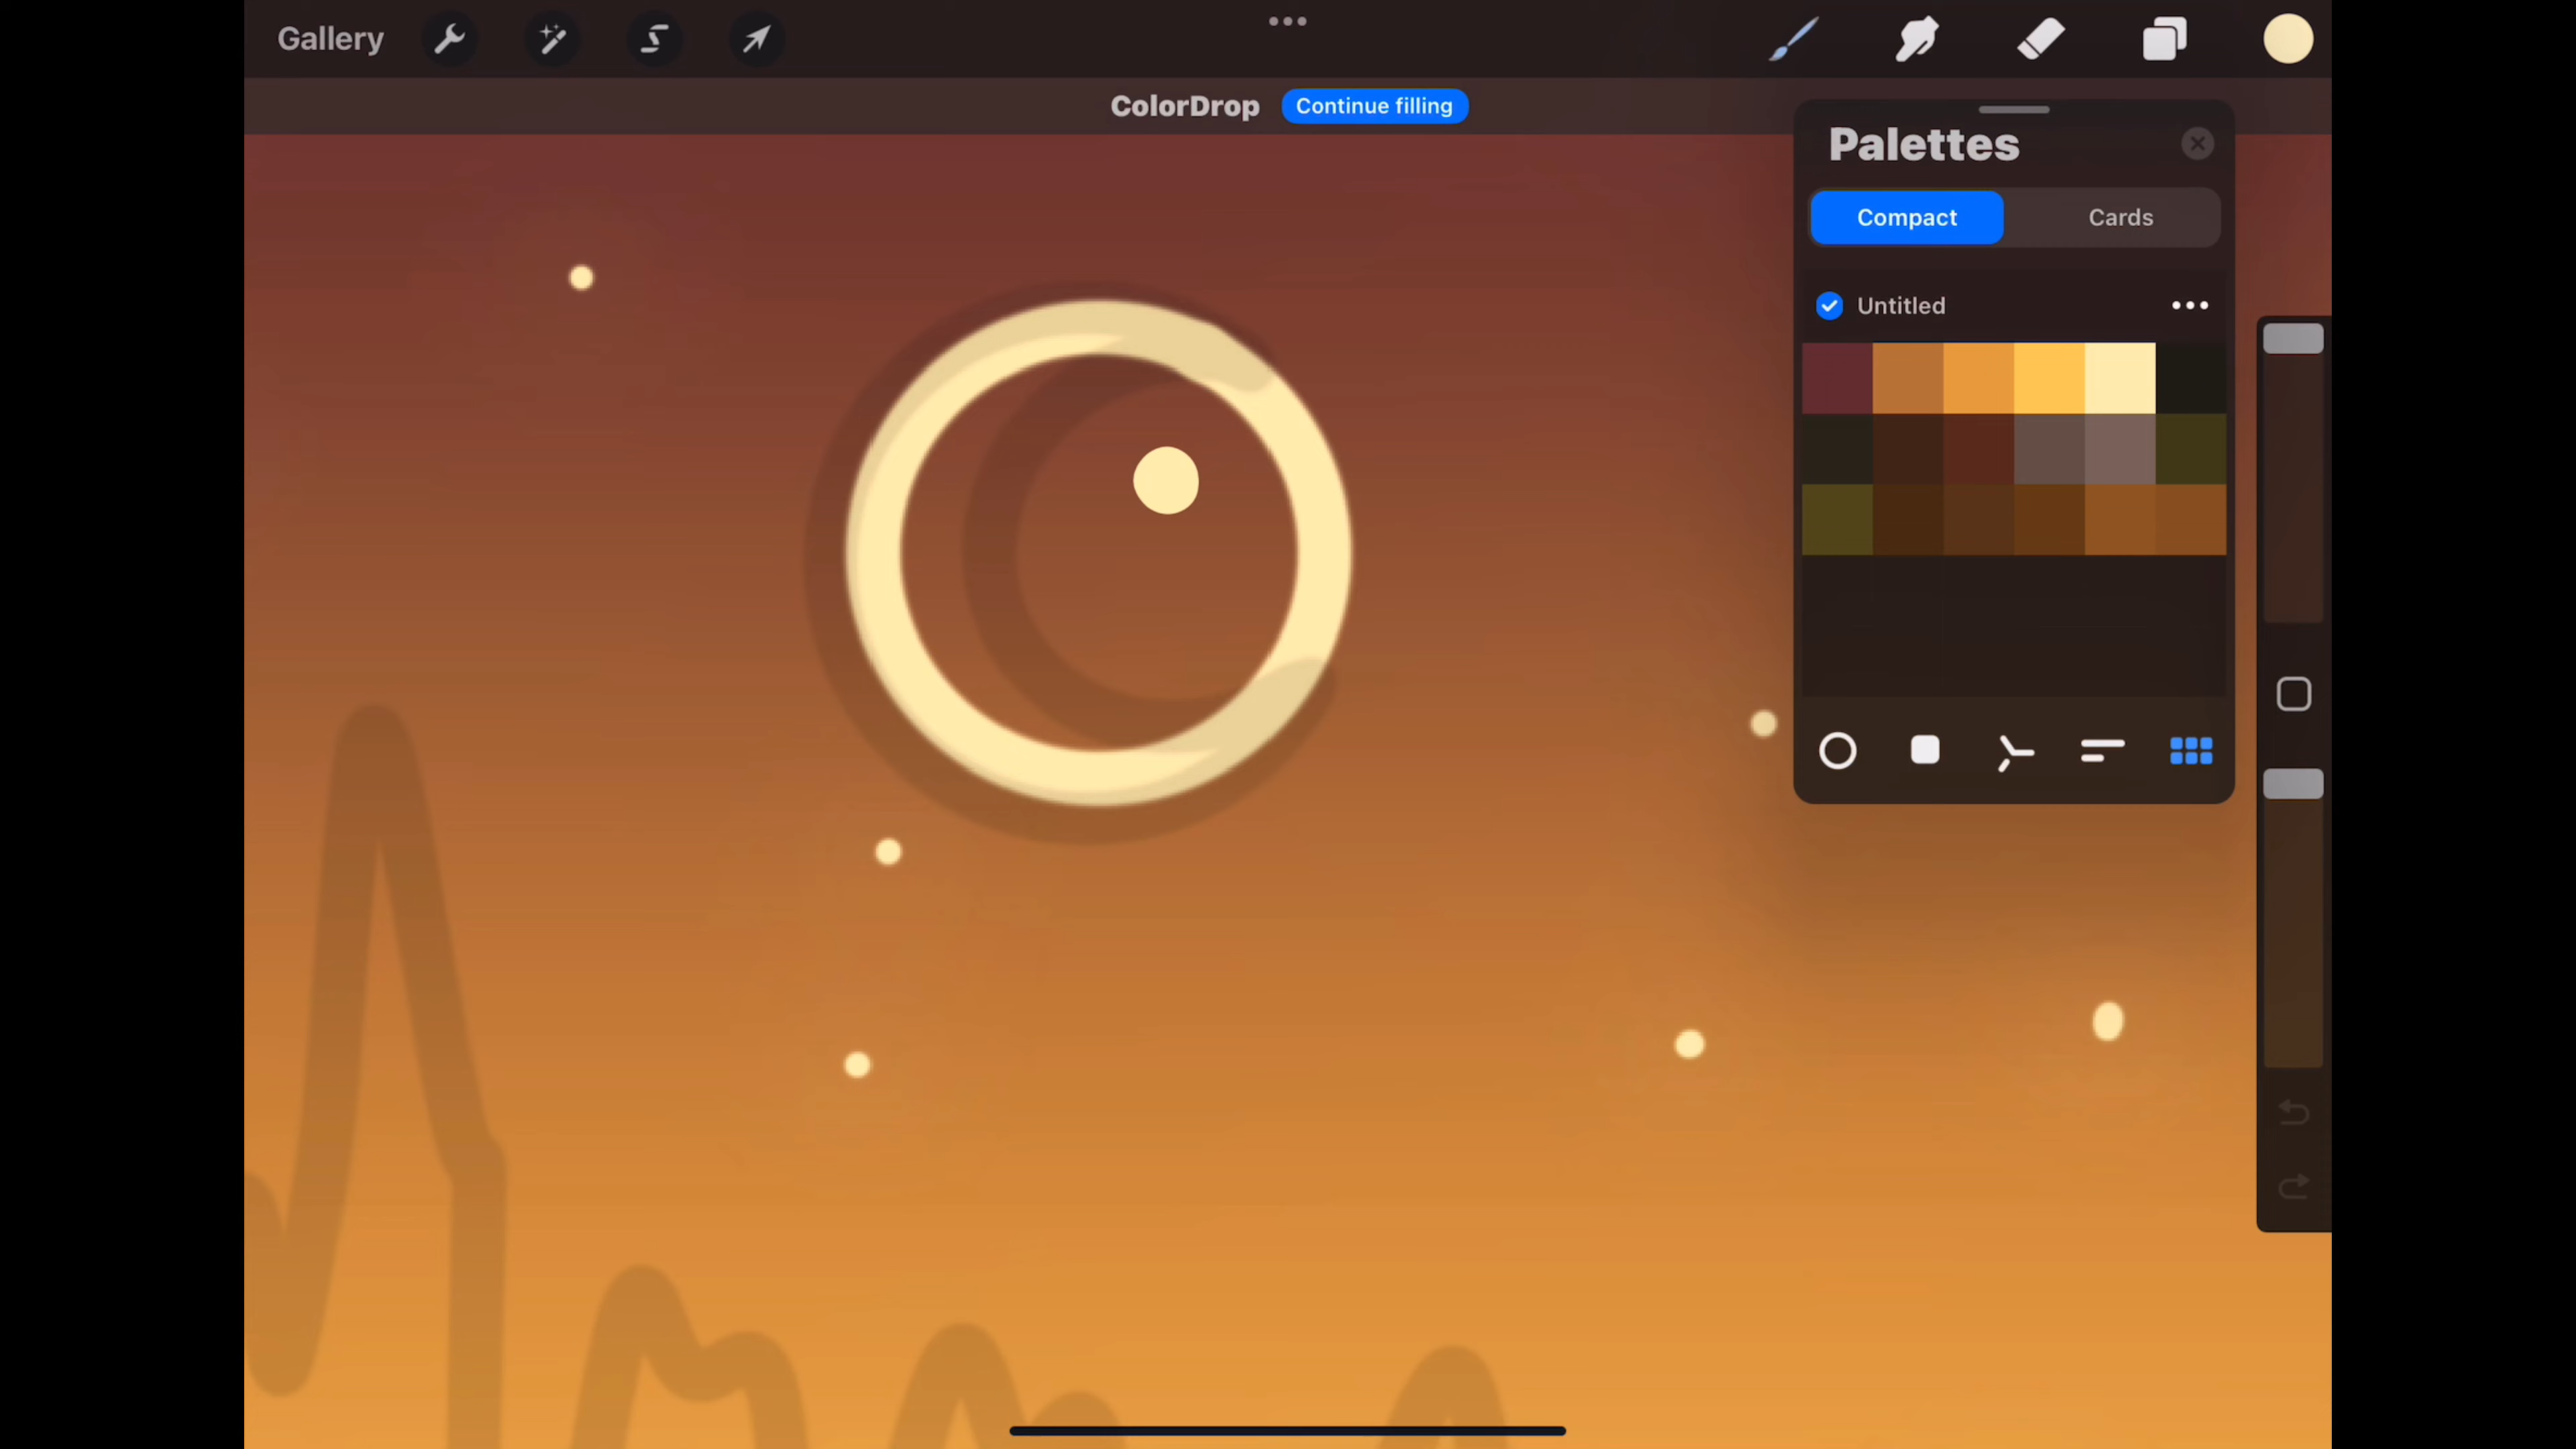 Gallery
ColorDrop Continue filling
Palettes
Compact Cards
Untitled